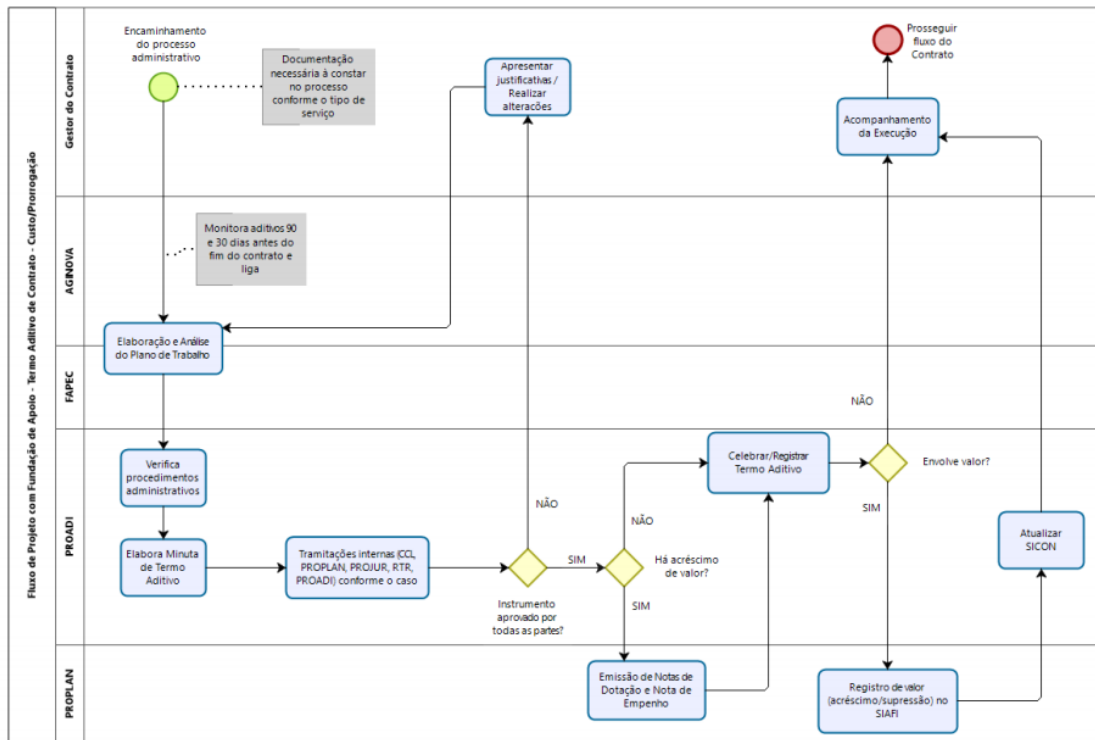 Fluxo de Projeto com Fundação de Apoio - Termo Aditivo de Contrato - Custo/Prorrogação
Gestor do Contrato
Encaminhamento
do processo
administrativo
Documentação
necessária à constar
no processo
conforme o tipo de
serviço
Apresentar
justificativas /
Realizar
alterações
Prosseguir
fluxo do
Contrato
Acompanhamento
da Execução
AGINOVA
Monitora aditivos 90
e 30 dias antes do
fim do contrato e
liga
Elaboração e Análise
do Plano de Trabalho
FAPEC
NÃO
PROADI
Verifica
procedimentos
administrativos
Elabora Minuta
de Termo
Aditivo
Tramitações internas (CCL,
PROPLAN, PROJUR, RTR,
PROADI) conforme o caso
NÃO
Instrumento
aprovado por
todas as partes?
SIM
NÃO
Há acréscimo
de valor?
SIM
Celebrar/Registrar
Termo Aditivo
Envolve valor?
SIM
Atualizar
SICON
PROPLAN
Emissão de Notas de
Dotação e Nota de
Empenho
Registro de valor
(acréscimo/supressão) no
SIAFI